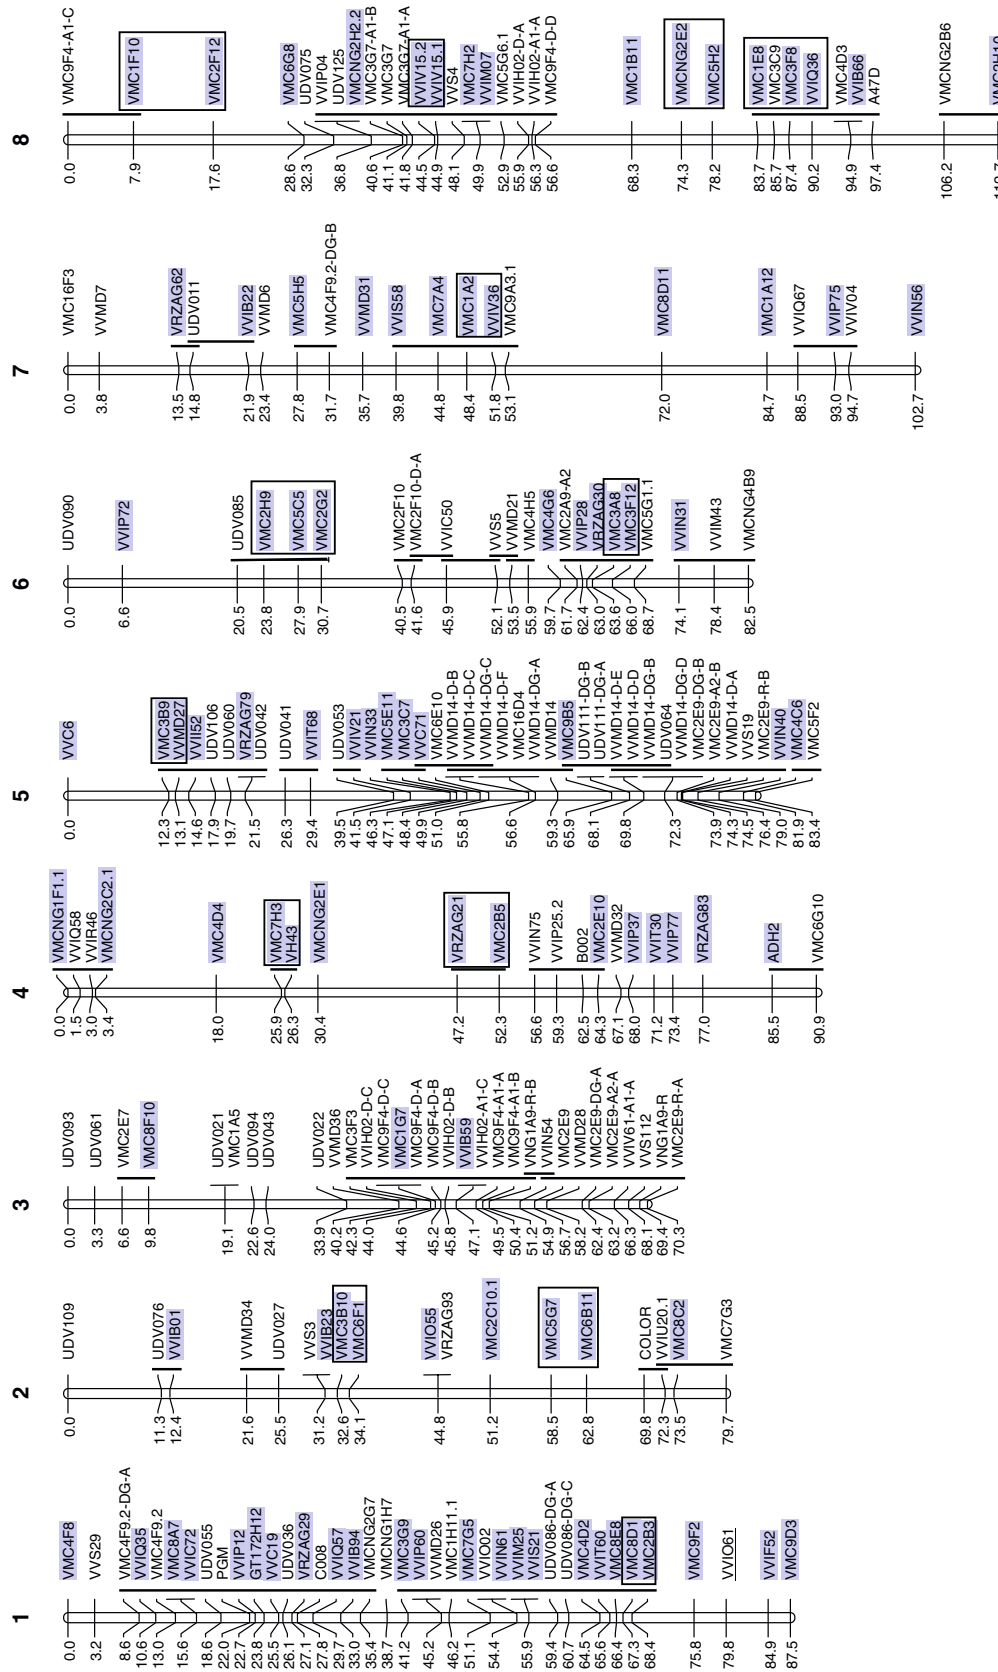 1
0.0 VMC4F8
3.2 VVS29
8.6 VMC4F9.2-DG-A
10.6 VVIQ35
13.0 VMC4F9.2
15.6 VMC8A7
VVIC72
18.6 UDV055
22.0 PGM
22.7 VVIP12
23.8 GT172H12
25.5 VVC19
26.1 UDV036
27.1 VRZAG29
27.8 CO08
29.7 VVIQ57
33.0 VVIB94
35.4 VMCNG2G7
38.7 VMCNG1H7
41.2 VMC3G9
45.2 VVIP60
VVMD26
46.2 VMC1H11.1
51.1 VMC7G5
54.4 VVIO02
VVIN61
55.9 VVIM25
VVIS21
59.4 UDV086-DG-A
60.7 UDV086-DG-C
64.5 VMC4D2
65.6 VVIT60
66.4 VMC8E8
67.3 VMC8D1
68.4 VMC2B3
75.8 VMC9F2
79.8 VVIO61
84.9 VVIF52
87.5 VMC9D3
2
0.0 UDV109
11.3 UDV076
12.4 VVIB01
21.6 VVMD34
25.5 UDV027
31.2 VVS3
VVIB23
32.6 VMC3B10
34.1 VMC6F1
44.8 VVIO55
VRZAG93
51.2 VMC2C10.1
58.5 VMC5G7
62.8 VMC6B11
69.8 COLOR
72.3 VVIU20.1
73.5 VMC8C2
79.7 VMC7G3
3
0.0 UDV093
3.3 UDV061
6.6 VMC2E7
9.8 VMC8F10
19.1 UDV021
VMC1A5
22.6 UDV094
24.0 UDV043
33.9 UDV022
40.2 VVMD36
42.3 VMC3F3
44.0 VVIH02-D-C
44.6 VMC9F4-D-C
VMC1G7
VMC9F4-D-A
45.2 VMC9F4-D-B
45.8 VVIH02-D-B
47.1 VVIB59
VVIH02-A1-C
49.5 VMC9F4-A1-A
50.4 VMC9F4-A1-B
51.2 VNG1A9-R-B
54.9 VVIN54
56.7 VMC2E9
58.2 VVMD28
62.4 VMC2E9-DG-A
63.2 VMC2E9-A2-A
66.3 VVIV61-A1-A
68.1 VVS112
69.4 VNG1A9-R
70.3 VMC2E9-R-A
4
0.0 VMCNG1F1.1
1.5 VVIQ58
3.0 VVIR46
3.4 VMCNG2C2.1
18.0 VMC4D4
25.9 VMC7H3
26.3 VH43
30.4 VMCNG2E1
47.2 VRZAG21
52.3 VMC2B5
56.6 VVIN75
59.3 VVIP25.2
62.5 B002
64.3 VMC2E10
67.1 VVMD32
68.0 VVIP37
71.2 VVIT30
73.4 VVIP77
77.0 VRZAG83
85.5 ADH2
90.9 VMC6G10
5
0.0 VVC6
12.3 VMC3B9
13.1 VVMD27
14.6 VVII52
17.9 UDV106
19.7 UDV060
21.5 VRZAG79
UDV042
26.3 UDV041
29.4 VVIT68
39.5 UDV053
41.5 VVIV21
46.3 VVIN33
47.1 VMC5E11
48.4 VMC3C7
49.9 VVC71
51.0 VMC6E10
55.8 VVMD14-D-B
VVMD14-D-C
VVMD14-DG-C
56.6 VVMD14-D-F
VMC16D4
VVMD14-DG-A
59.3 VVMD14
65.9 VMC9B5
68.1 UDV111-DG-B
UDV111-DG-A
69.8 VVMD14-D-E
VVMD14-D-D
VVMD14-DG-B
72.3 UDV064
VVMD14-DG-D
VMC2E9-DG-B
73.9 VMC2E9-A2-B
74.3 VVMD14-D-A
74.5 VVS19
76.4 VMC2E9-R-B
79.0 VVIN40
81.9 VMC4C6
83.4 VMC5F2
6
0.0 UDV090
6.6 VVIP72
20.5 UDV085
23.8 VMC2H9
27.9 VMC5C5
30.7 VMC2G2
40.5 VMC2F10
41.6 VMC2F10-D-A
45.9 VVIC50
52.1 VVS5
53.5 VVMD21
55.9 VMC4H5
59.7 VMC4G6
61.7 VMC2A9-A2
62.4 VVIP28
63.0 VRZAG30
63.6 VMC3A8
66.0 VMC3F12
68.7 VMC5G1.1
74.1 VVIN31
78.4 VVIM43
82.5 VMCNG4B9
7
0.0 VMC16F3
3.8 VVMD7
13.5 VRZAG62
14.8 UDV011
21.9 VVIB22
23.4 VVMD6
27.8 VMC5H5
31.7 VMC4F9.2-DG-B
35.7 VVMD31
39.8 VVIS58
44.8 VMC7A4
48.4 VMC1A2
51.8 VVIV36
53.1 VMC9A3.1
72.0 VMC8D11
84.7 VMC1A12
88.5 VVIQ67
93.0 VVIP75
94.7 VVIV04
102.7 VVIN56
8
0.0 VMC9F4-A1-C
7.9 VMC1F10
17.6 VMC2F12
28.6 VMC6G8
32.3 UDV075
36.8 VVIP04
UDV125
VMCNG2H2.2
40.6 VMC3G7-A1-B
41.1 VMC3G7
41.8 VMC3G7-A1-A
44.5 VVIV15.2
44.9 VVIV15.1
48.1 VVS4
49.9 VMC7H2
VVIM07
52.9 VMC5G6.1
55.9 VVIH02-D-A
56.3 VVIH02-A1-A
56.6 VMC9F4-D-D
68.3 VMC1B11
74.3 VMCNG2E2
78.2 VMC5H2
83.7 VMC1E8
85.7 VMC3C9
87.4 VMC3F8
90.2 VVIQ36
94.9 VMC4D3
VVIB66
97.4 A47D
106.2 VMCNG2B6